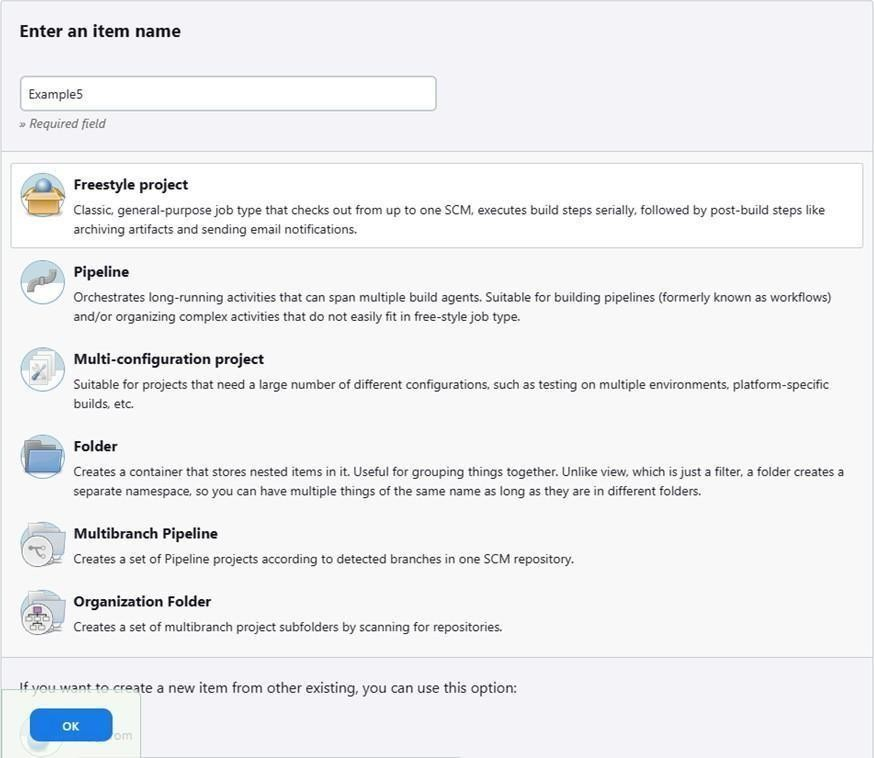 Enter an item name
Example5
» Required field
Freestyle project
Classic, general-purpose job type that checks out from up to one SCM, executes build steps serially, followed by post-build steps like
archiving artifacts and sending email notifications.
Pipeline
Orchestrates long-running activities that can span multiple build agents. Suitable for building pipelines (formerly known as workflows)
and/or organizing complex activities that do not easily fit in free-style job type.
Multi-configuration project
Suitable for projects that need a large number of different configurations, such as testing on multiple environments, platform-specific
builds, etc.
Folder
Creates a container that stores nested items in it. Useful for grouping things together. Unlike view, which is just a filter, a folder creates a
separate namespace, so you can have multiple things of the same name as long as they are in different folders.
Multibranch Pipeline
Creates a set of Pipeline projects according to detected branches in one SCM repository.
Organization Folder
Creates a set of multibranch project subfolders by scanning for repositories.
If you want to create a new item from other existing, you can use this option:
OK